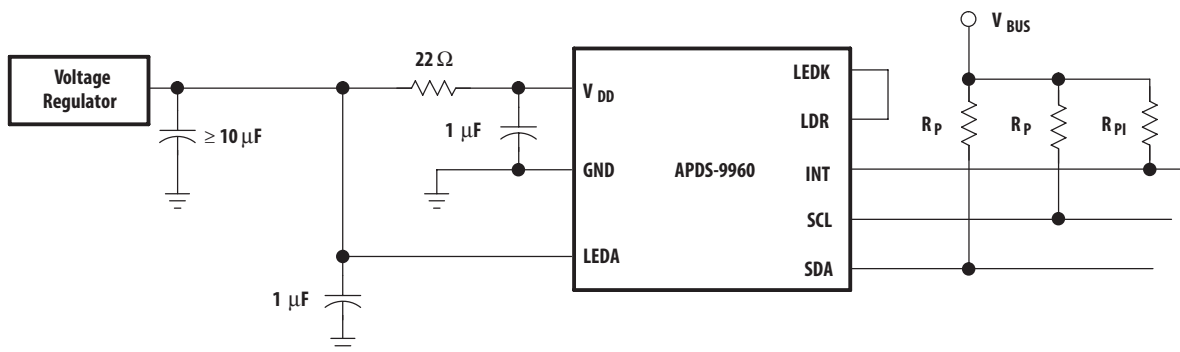 V BUS
Voltage
Regulator
22 Ω
≥ 10 μF
1 μF
1 μF
V DD
GND
LEDA
APDS-9960
LEDK
LDR
INT
SCL
SDA
R P
R P
R PI